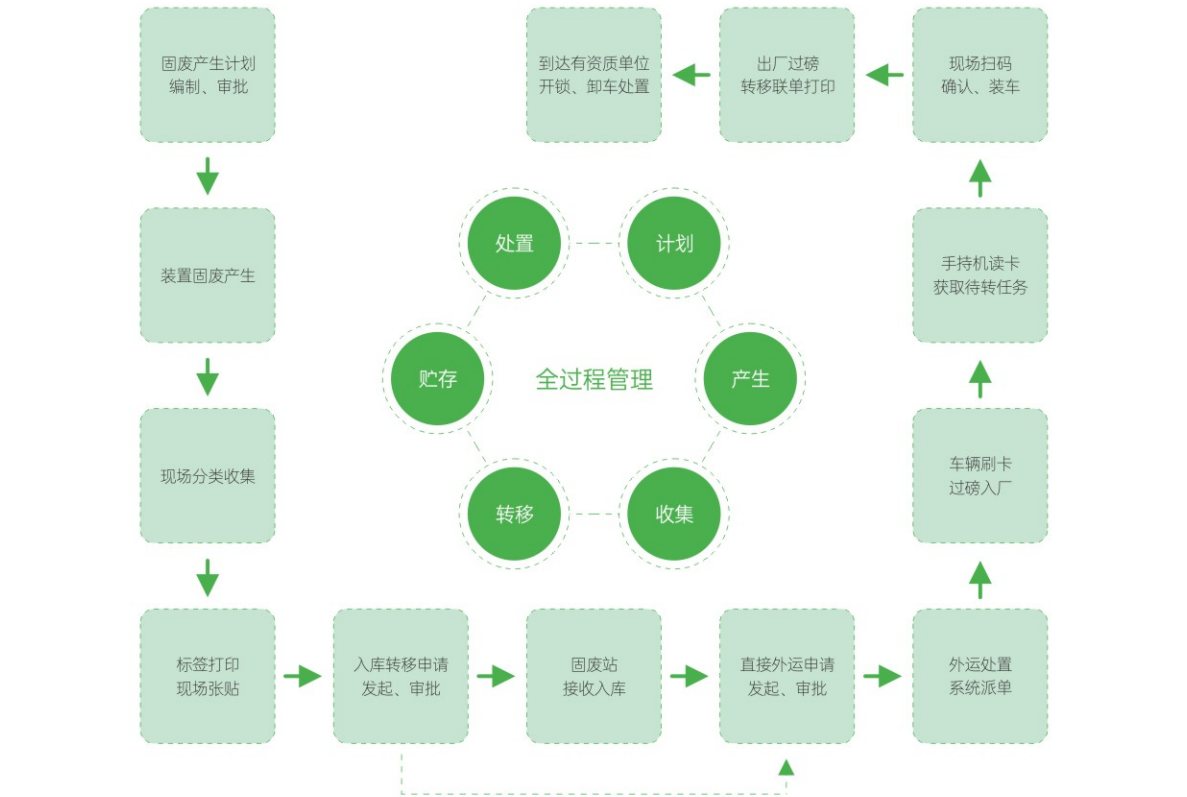 固废产生计划
编制、审批
到达有资质单位
开锁、卸车处置
出厂过磅
转移联单打印
现场扫码
确认、装车
装置固废产生
处置
计划
手持机读卡
获取待转任务
贮存
全过程管理
产生
现场分类收集
车辆刷卡
过磅入厂
转移
收集
标签打印
现场张贴
入库转移申请
发起、审批
固废站
接收入库
直接外运申请
发起、审批
外运处置
系统派单